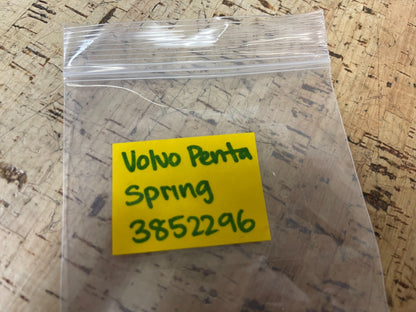 Volvo Penta
Spring
3852296